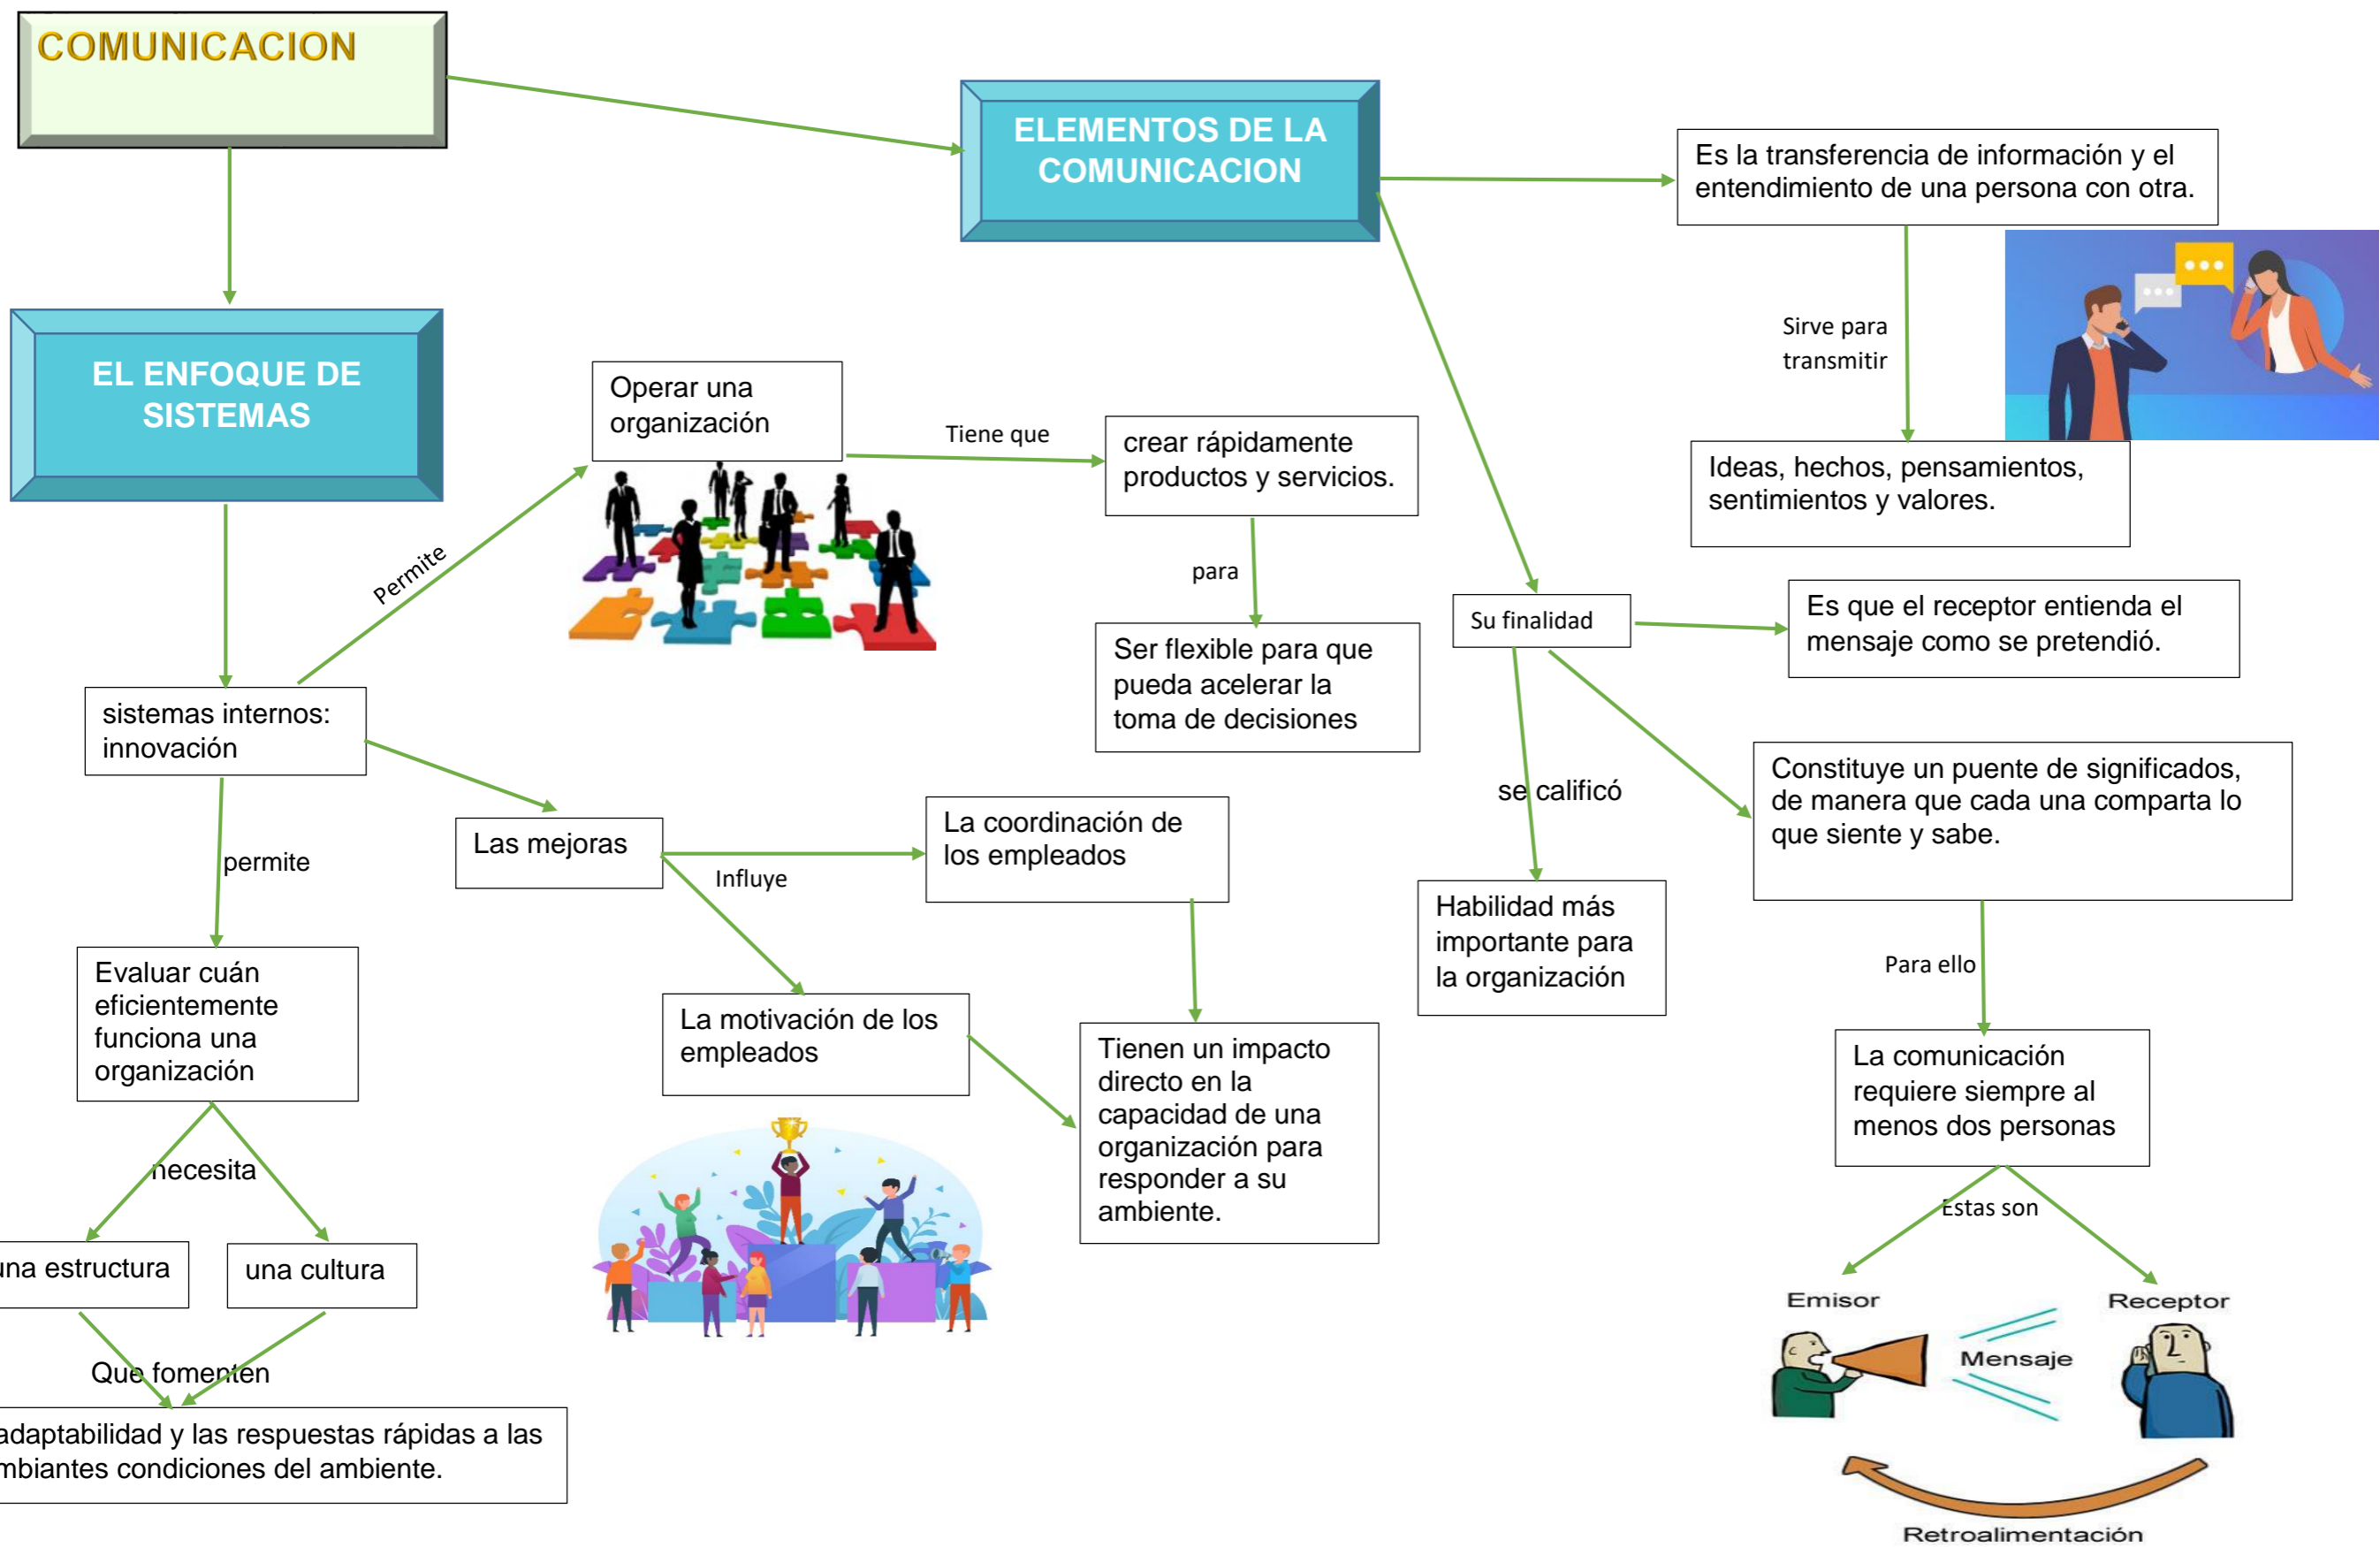 COMUNICACION
ELEMENTOS DE LA
COMUNICACION
Es la transferencia de información y el
entendimiento de una persona con otra.
Sirve para
transmitir
Ideas, hechos, pensamientos,
sentimientos y valores.
EL ENFOQUE DE
SISTEMAS
Operar una
organización
Tiene que
crear rápidamente
productos y servicios.
Permite
para
Ser flexible para que
pueda acelerar la
toma de decisiones
Su finalidad
Es que el receptor entienda el
mensaje como se pretendió.
sistemas internos:
innovación
se calificó
Constituye un puente de significados,
de manera que cada una comparta lo
que siente y sabe.
permite
Las mejoras
Influye
La coordinación de
los empleados
Habilidad más
importante para
la organización
Para ello
Evaluar cuán
eficientemente
funciona una
organización
La motivación de los
empleados
Tienen un impacto
directo en la
capacidad de una
organización para
responder a su
ambiente.
La comunicación
requiere siempre al
menos dos personas
necesita
Estas son
una estructura
una cultura
Emisor
Receptor
Mensaje
Que fomenten
adaptabilidad y las respuestas rápidas a las
mbiantes condiciones del ambiente.
Retroalimentación